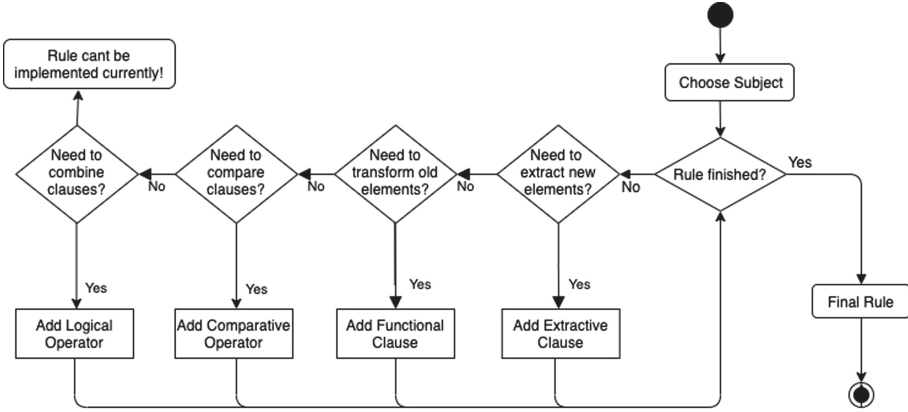 Choose Subject
Rule finished?
Yes
No
Need to
extract new
elements?
No
Need to
transform old
elements?
No
Need to
compare
clauses?
No
Need to
combine
clauses?
Rule cant be
implemented currently!
Yes
Add Logical
Operator
Yes
Add Comparative
Operator
Yes
Add Functional
Clause
Yes
Add Extractive
Clause
Final Rule